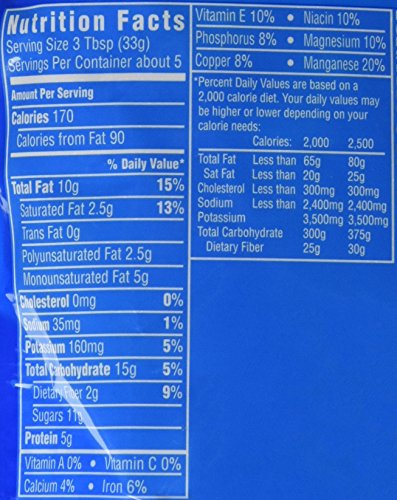 Nutrition Facts
Serving Size 3 Tbsp (33g)
Servings Per Container about 5
Amount Per Serving
Calories 170
Calories from Fat 90
% Daily Value*
Total Fat 10g 15%
Saturated Fat 2.5g 13%
Trans Fat 0g
Polyunsaturated Fat 2.5g
Monounsaturated Fat 5g
Cholesterol 0mg 0%
Sodium 35mg 1%
Potassium 160mg 5%
Total Carbohydrate 15g 5%
Dietary Fiber 2g 9%
Sugars 11g
Protein 5g
Vitamin A 0% • Vitamin C 0%
Calcium 4% • Iron 6%
Vitamin E 10% • Niacin 10%
Phosphorus 8% • Magnesium 10%
Copper 8% • Manganese 20%
*Percent Daily Values are based on a
2,000 calorie diet. Your daily values may
be higher or lower depending on your
calorie needs:
Calories: 2,000 2,500
Total Fat Less than 65g 80g
Sat Fat Less than 20g 25g
Cholesterol Less than 300mg 300mg
Sodium Less than 2,400mg 2,400mg
Potassium 3,500mg 3,500mg
Total Carbohydrate 300g 375g
Dietary Fiber 25g 30g